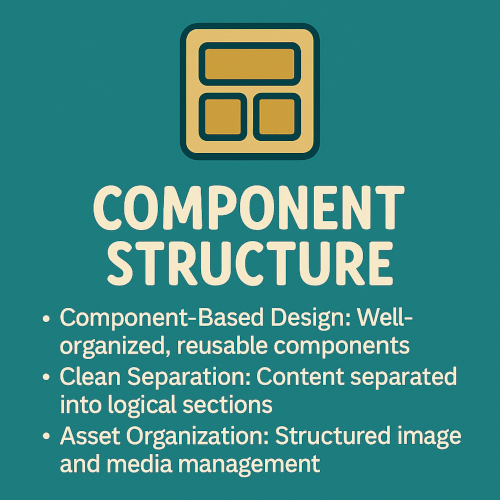 COMPONENT
STRUCTURE
• Component-Based Design: Well-
organized, reusable components
• Clean Separation: Content separated
into logical sections
• Asset Organization: Structured image
and media management